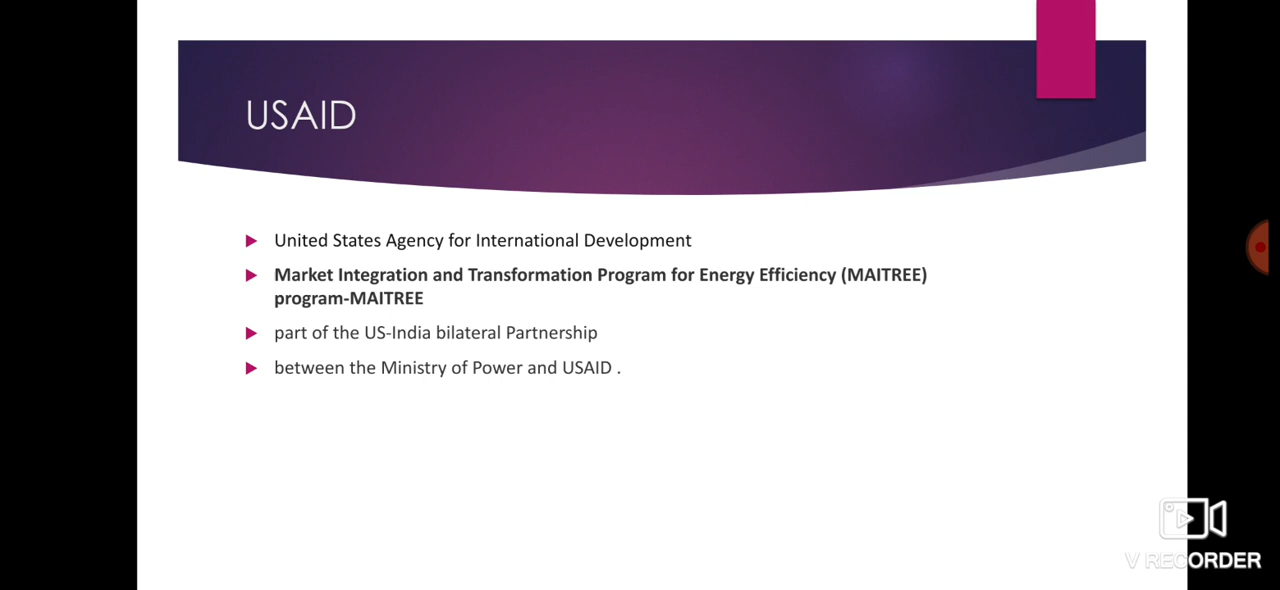 USAID
United States Agency for International Development
Market Integration and Transformation Program for Energy Efficiency (MAITREE)
program-MAITREE
part of the US-India bilateral Partnership
between the Ministry of Power and USAID .
V RECORDER